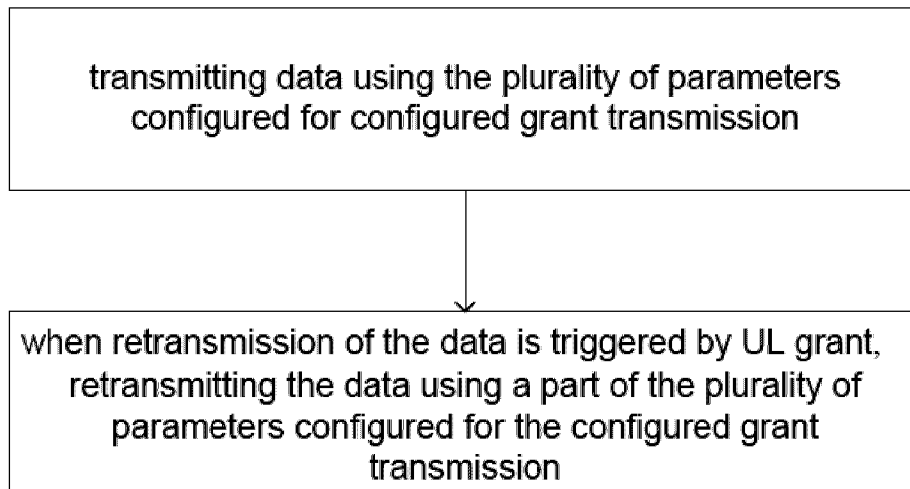 transmitting data using the plurality of parameters
configured for configured grant transmission
when retransmission of the data is triggered by UL grant,
retransmitting the data using a part of the plurality of
parameters configured for the configured grant
transmission